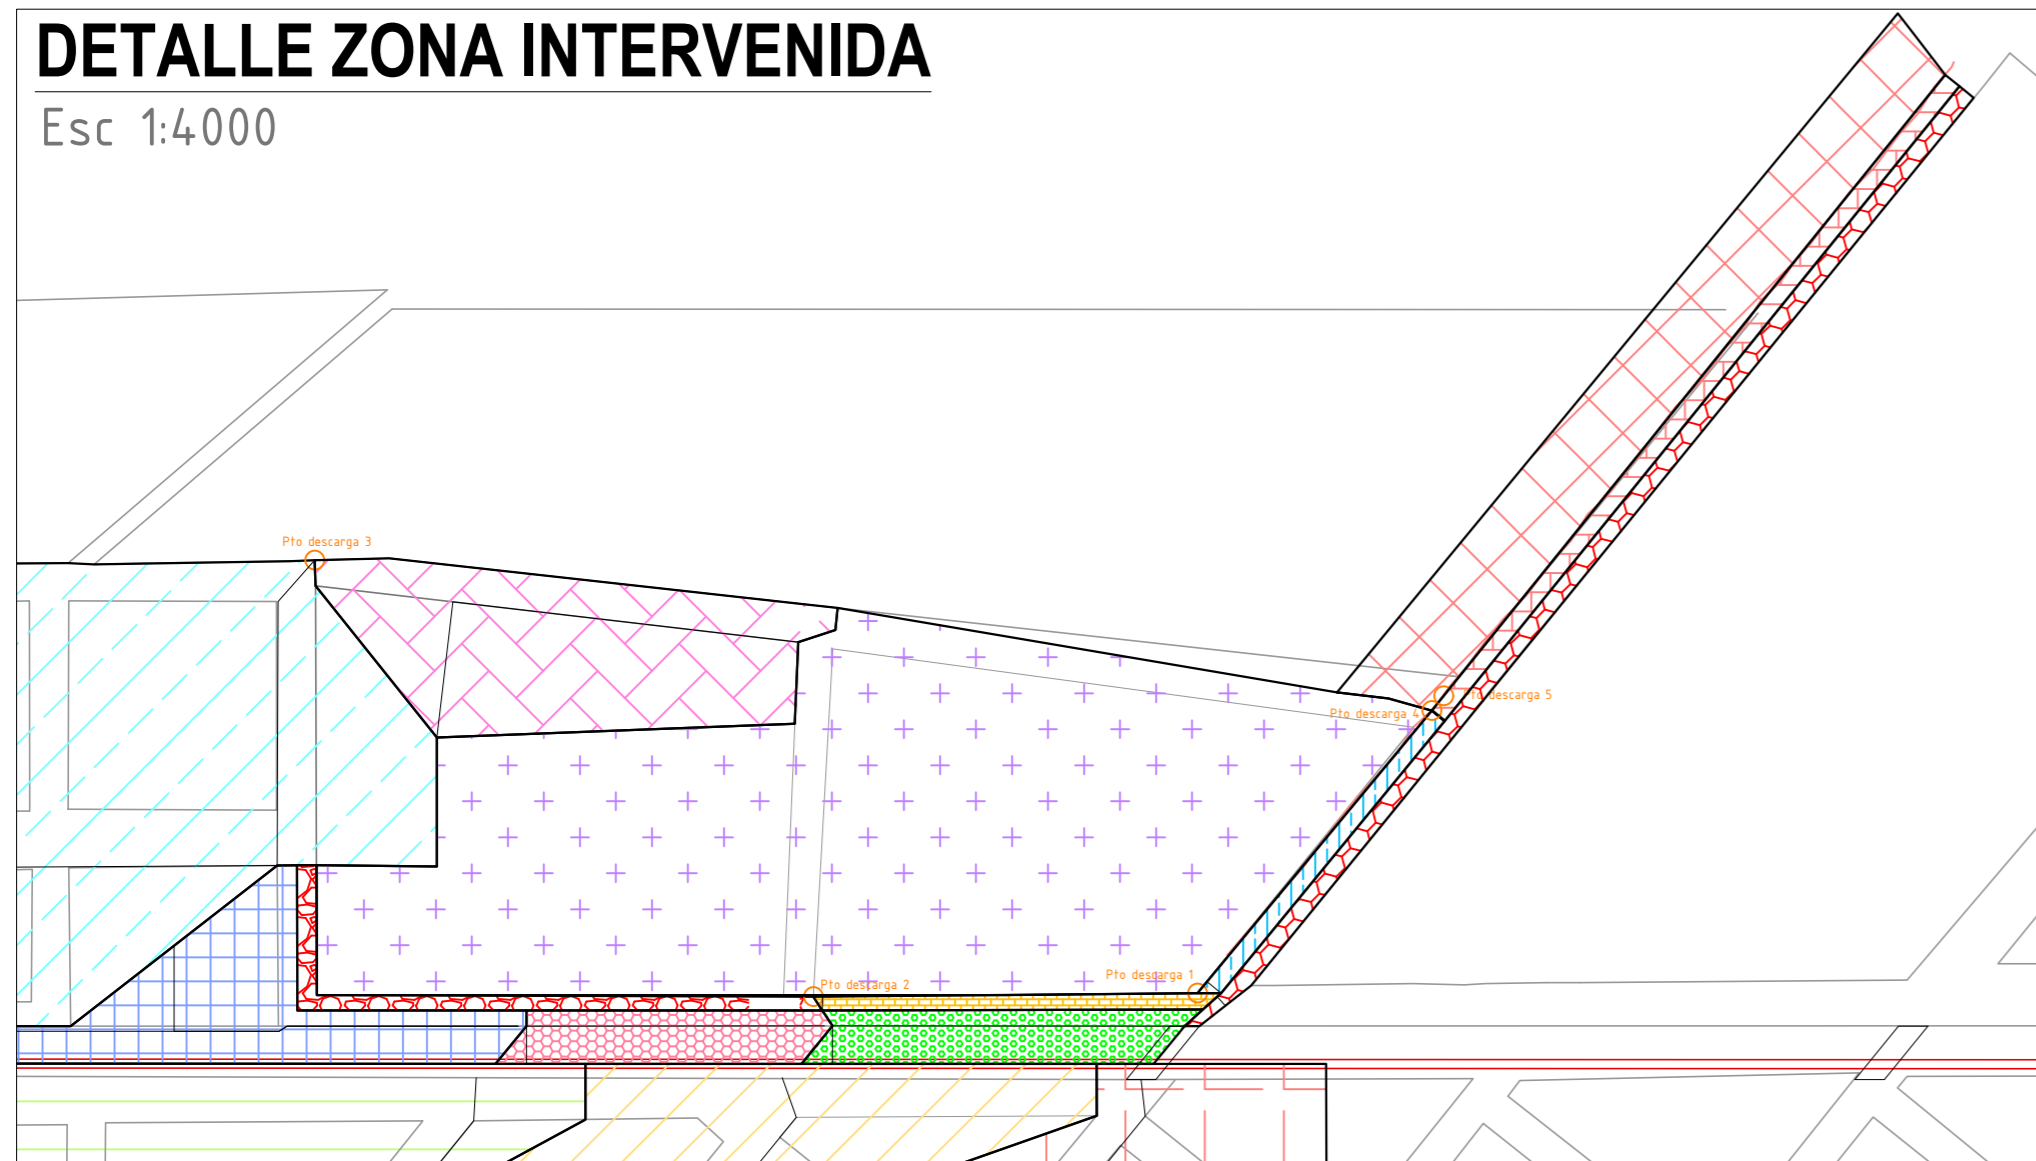 DETALLE ZONA INTERVENIDA
Esc 1:4000
Pto descarga 3
Pto descarga 5
Pto descarga 4
Pto descarga 1
Pto descarga 2